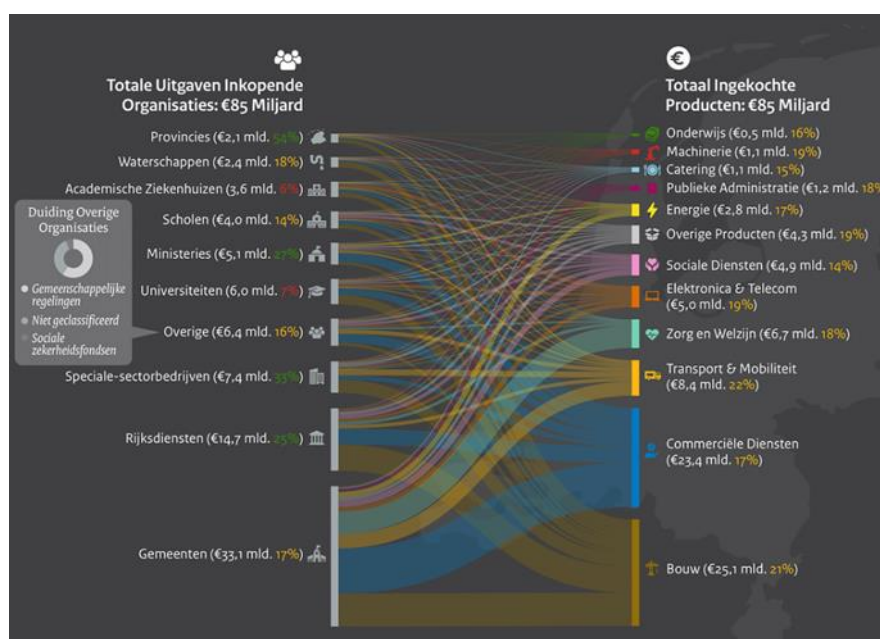 Totale Uitgaven Inkopende
Organisaties: €85 Miljard
Provincies (€2,1 mld. 54%)
Waterschappen (€2,4 mld. 18%)
Academische Ziekenhuizen (3,6 mld. 6%)
Scholen (€4,0 mld. 14%)
Ministeries (€5,1 mld. 27%)
Universiteiten (6,0 mld. 7%)
Overige (€6,4 mld. 16%)
Speciale-sectorbedrijven (€7,4 mld. 33%)
Rijksdiensten (€14,7 mld. 25%)
Gemeenten (€33,1 mld. 17%)
Duiding Overige
Organisaties
Gemeenschappelijke
regelingen
Niet geclassificeerd
Sociale
zekerheidsfondsen
€
Totaal Ingekochte
Producten: €85 Miljard
Onderwijs (€0,5 mld. 16%)
Machinerie (€1,1 mld. 19%)
Catering (€1,1 mld. 15%)
Publieke Administratie (€1,2 mld. 18%
Energie (€2,8 mld. 17%)
Overige Producten (€4,3 mld. 19%)
Sociale Diensten (€4,9 mld. 14%)
Elektronica & Telecom
(€5,0 mld. 19%)
Zorg en Welzijn (€6,7 mld. 18%)
Transport & Mobiliteit
(€8,4 mld. 22%)
Commerciële Diensten
(€23,4 mld. 17%)
Bouw (€25,1 mld. 21%)